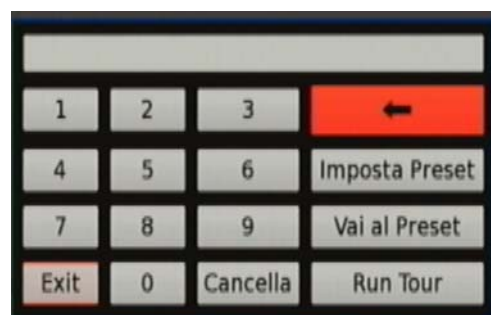 1 2 3 ⬅
4 5 6 Imposta Preset
7 8 9 Vai al Preset
Exit 0 Cancella Run Tour